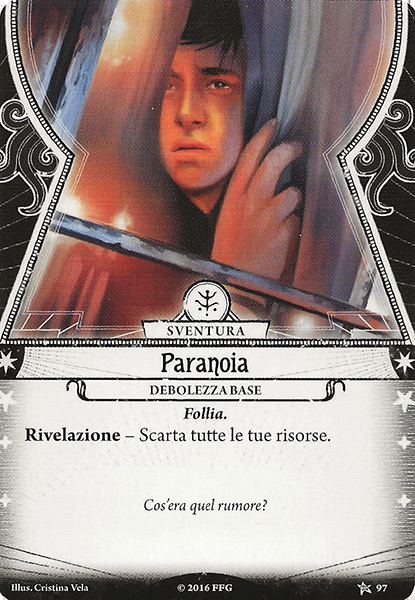 SVENTURA
Paranoia
DEBOLEZZA BASE
Follia.
Rivelazione – Scarta tutte le tue risorse.
Cos'era quel rumore?
Illus. Cristina Vela © 2016 FFG 97